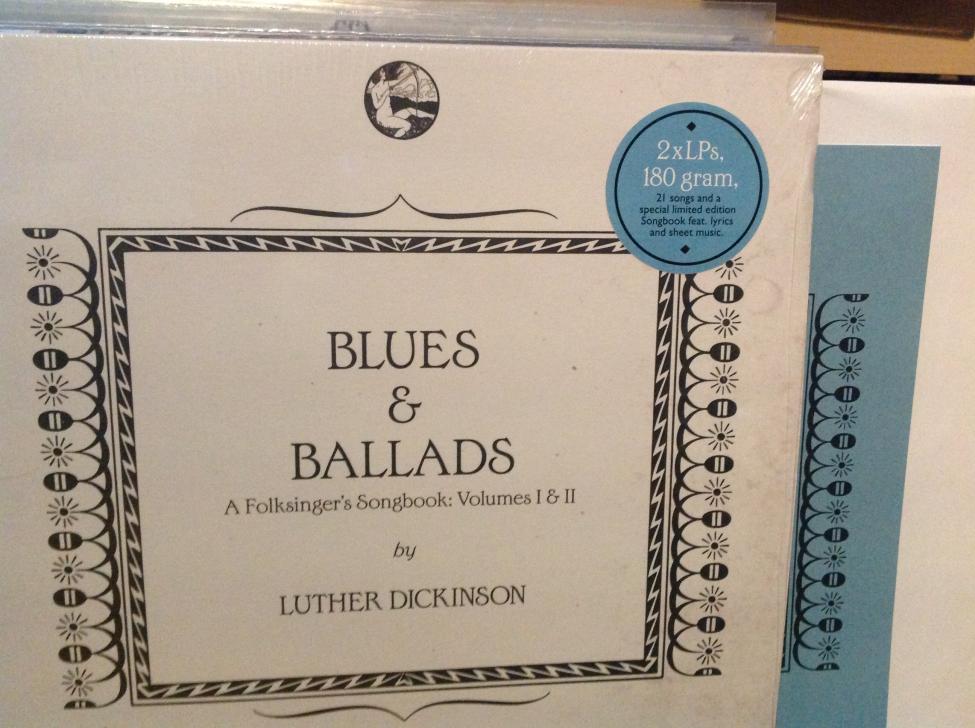 2xLPs,
180 gram,
21 songs and a
special limited edition
Songbook feat. lyrics
and sheet music.
BLUES
&
BALLADS
A Folksinger's Songbook: Volumes I & II
by
LUTHER DICKINSON